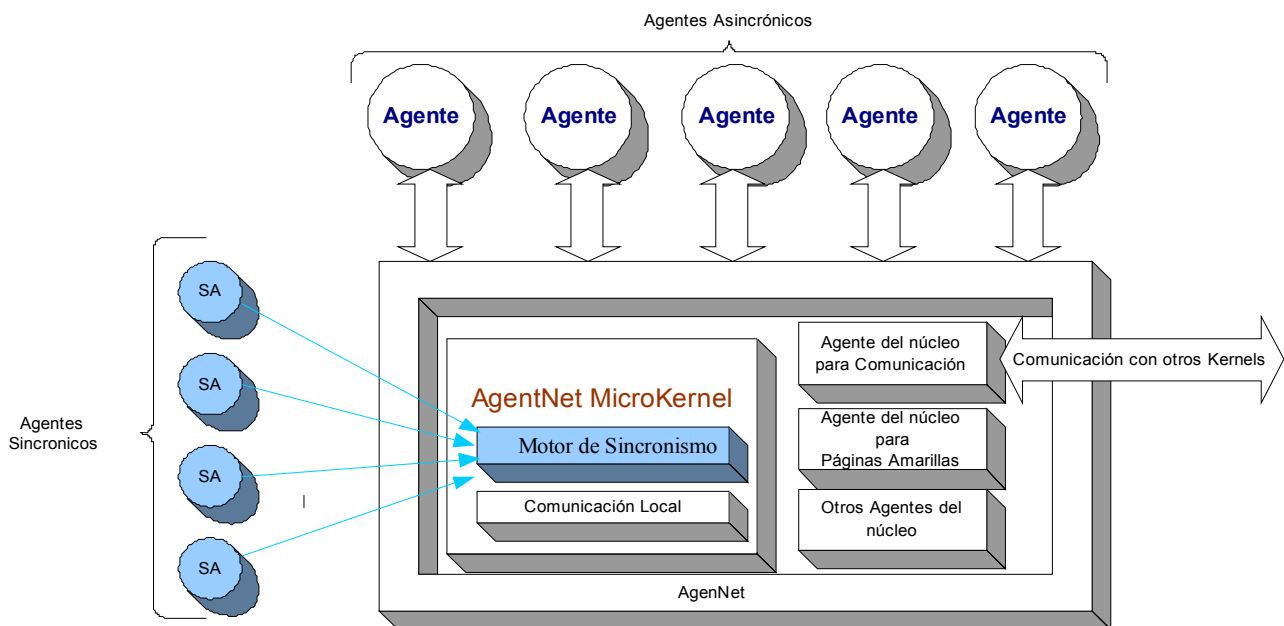 Agentes Asincrónicos
Agente
Agente
Agente
Agente
Agente
Agentes
Sincronicos
SA
SA
SA
SA
AgentNet MicroKernel
Motor de Sincronismo
Comunicación Local
Agente del núcleo
para Comunicación
Agente del núcleo
para
Páginas Amarillas
Otros Agentes del
núcleo
Comunicación con otros Kernels
AgenNet